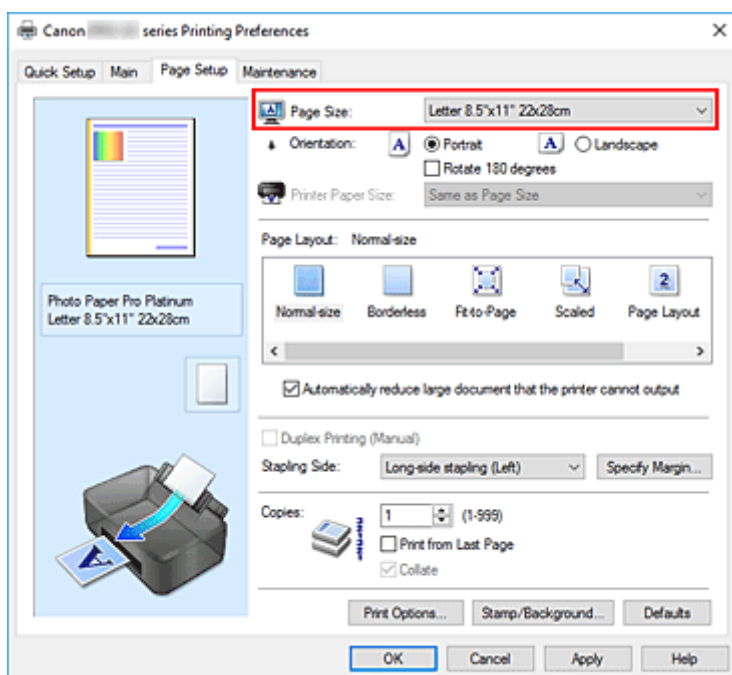 Canon series Printing Preferences
Quick Setup Main Page Setup Maintenance
Page Size: Letter 8.5"x11" 22x28cm
Orientation: A Portrait A Landscape
Rotate 180 degrees
Printer Paper Size: Same as Page Size
Page Layout: Normal-size
2
Normal-size Borderless Fit-to-Page Scaled Page Layout
Photo Paper Pro Platinum
Letter 8.5"x11" 22x28cm
Automatically reduce large document that the printer cannot output
Duplex Printing (Manual)
Stapling Side: Long-side stapling (Left) Specify Margin...
Copies: 1 (1-999)
Print from Last Page
Collate
A
Print Options... Stamp/Background... Defaults
OK Cancel Apply Help